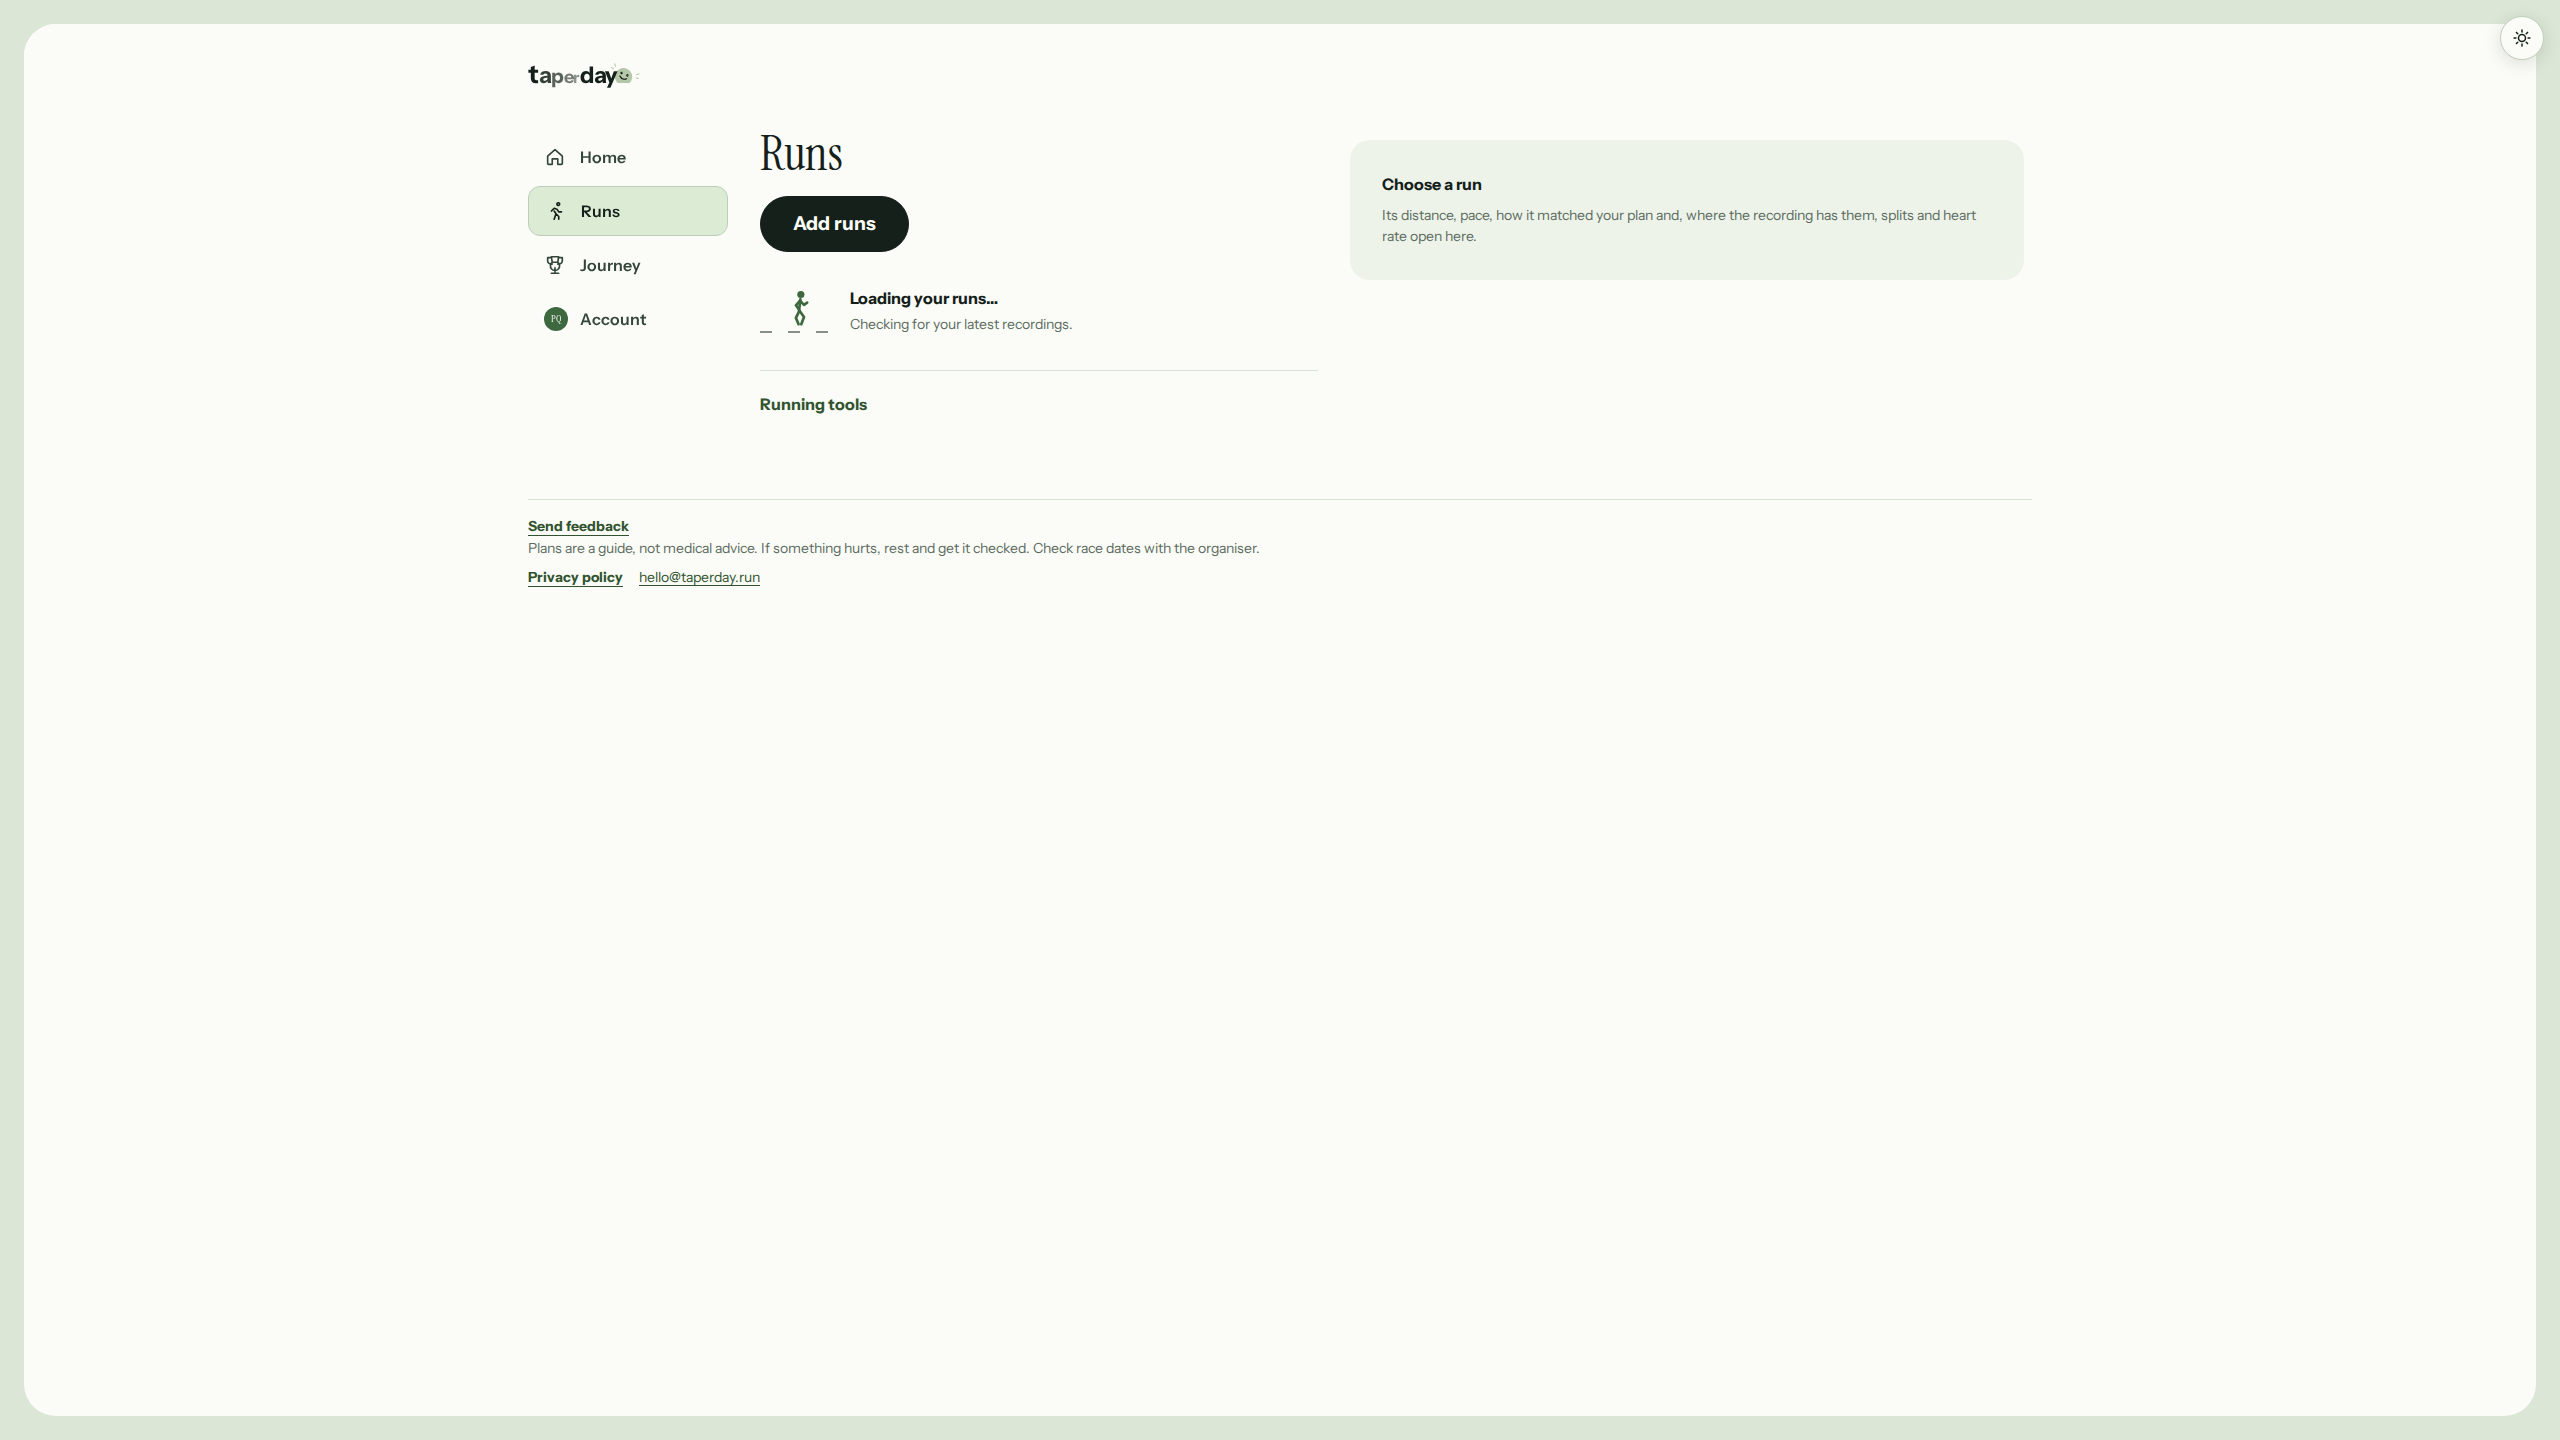 taperday
Home
Runs
Journey
PQ
Account
Runs
Add runs
Loading your runs...
Checking for your latest recordings.
Running tools
Choose a run
Its distance, pace, how it matched your plan and, where the recording has them, splits and heart
rate open here.
Send feedback
Plans are a guide, not medical advice. If something hurts, rest and get it checked. Check race dates with the organiser.
Privacy policy hello@taperday.run